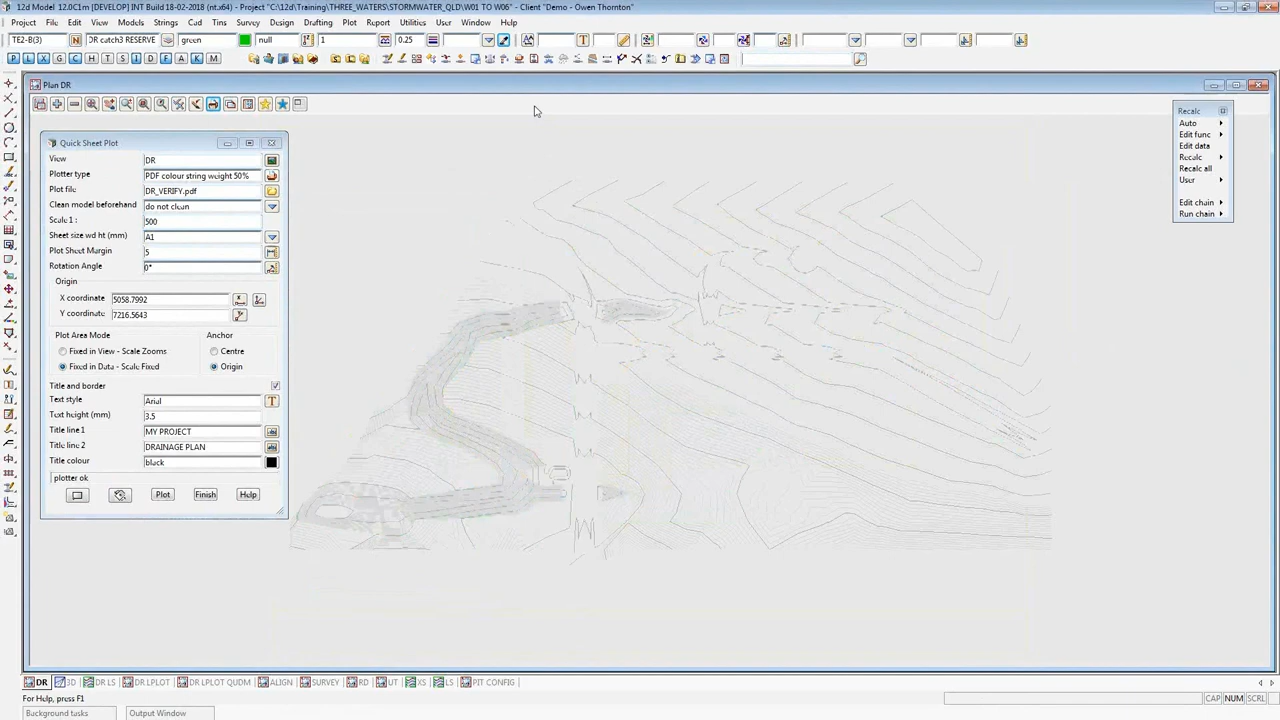 12d Model 12.0C1m [DEVELOP] INT Build 18-02-2018 (nt.x64) - Project "C:\12d\Training\THREE_WATERS\STORMWATER_QLD\W01 TO W06" - Client "Demo - Owen Thornton"
Project File Edit View Models Strings Cad Tins Survey Design Drafting Plot Report Utilities User Window Help
TE2-B(3) DR catch3 RESERVE green null 1 0.25
Plan DR
Quick Sheet Plot
View DR
Plotter type PDF colour string weight 50%
Plot file DR_VERIFY.pdf
Clean model beforehand do not clean
Scale 1 : 500
Sheet size wd ht (mm) A1
Plot Sheet Margin 5
Rotation Angle 0°
Origin
X coordinate 5058.7992
Y coordinate 7216.5643
Plot Area Mode Anchor
Fixed in View - Scale Zooms Centre
Fixed in Data - Scale Fixed Origin
Title and border
Text style Arial
Text height (mm) 3.5
Title line 1 MY PROJECT
Title line 2 DRAINAGE PLAN
Title colour black
plotter ok
Plot Finish Help
Recalc
Auto
Edit func
Edit data
Recalc
Recalc all
User
Edit chain
Run chain
DR 3D DR LS DR LPLOT DR LPLOT QUDM ALIGN SURVEY RD UT XS LS PIT CONFIG
For Help, press F1 CAP NUM SCRL
Background tasks Output Window